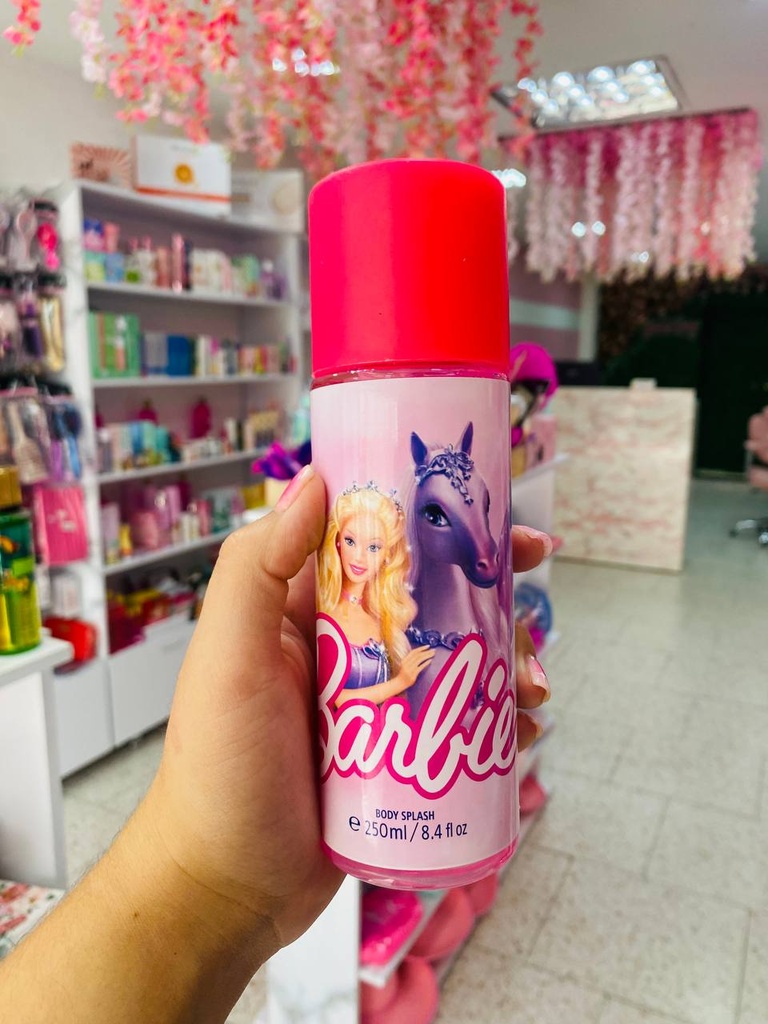 Barbie
BODY SPLASH
℮ 250ml / 8.4 fl oz